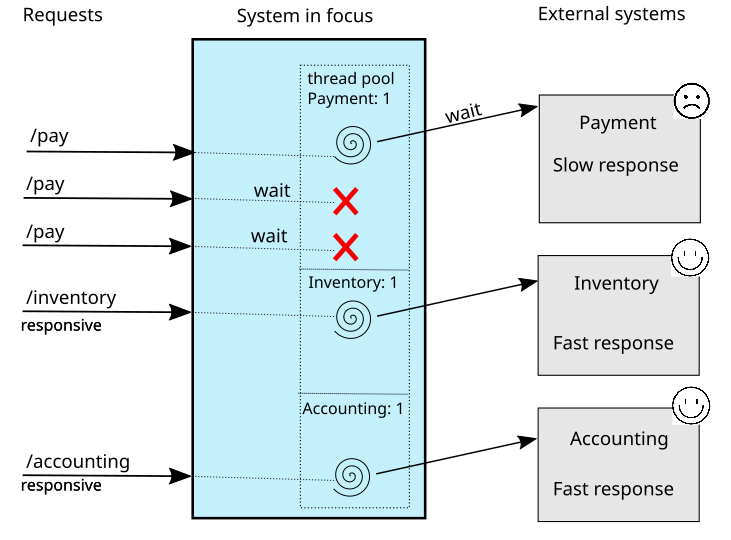 Requests
System in focus
External systems
thread pool
Payment: 1
/pay
wait
Payment
Slow response
/pay
wait
/pay
wait
/inventory
responsive
Inventory: 1
Inventory
Fast response
Accounting: 1
/accounting
responsive
Accounting
Fast response